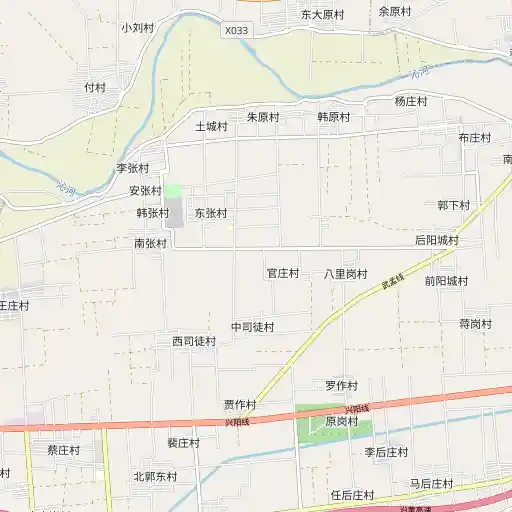 东大原村
余原村
小刘村
X033
沁河
付村
杨庄村
朱原村
韩原村
土城村
布庄村
南
李张村
沁河
安张村
郭下村
韩张村
东张村
后阳城村
南张村
官庄村
八里岗村
前阳城村
武孟线
王庄村
中司徒村
蒋岗村
西司徒村
罗作村
贾作村
兴阳线
兴阳线
原岗村
裴庄村
蔡庄村
李后庄村
村
北郭东村
马后庄村
任后庄村
沿黄高速